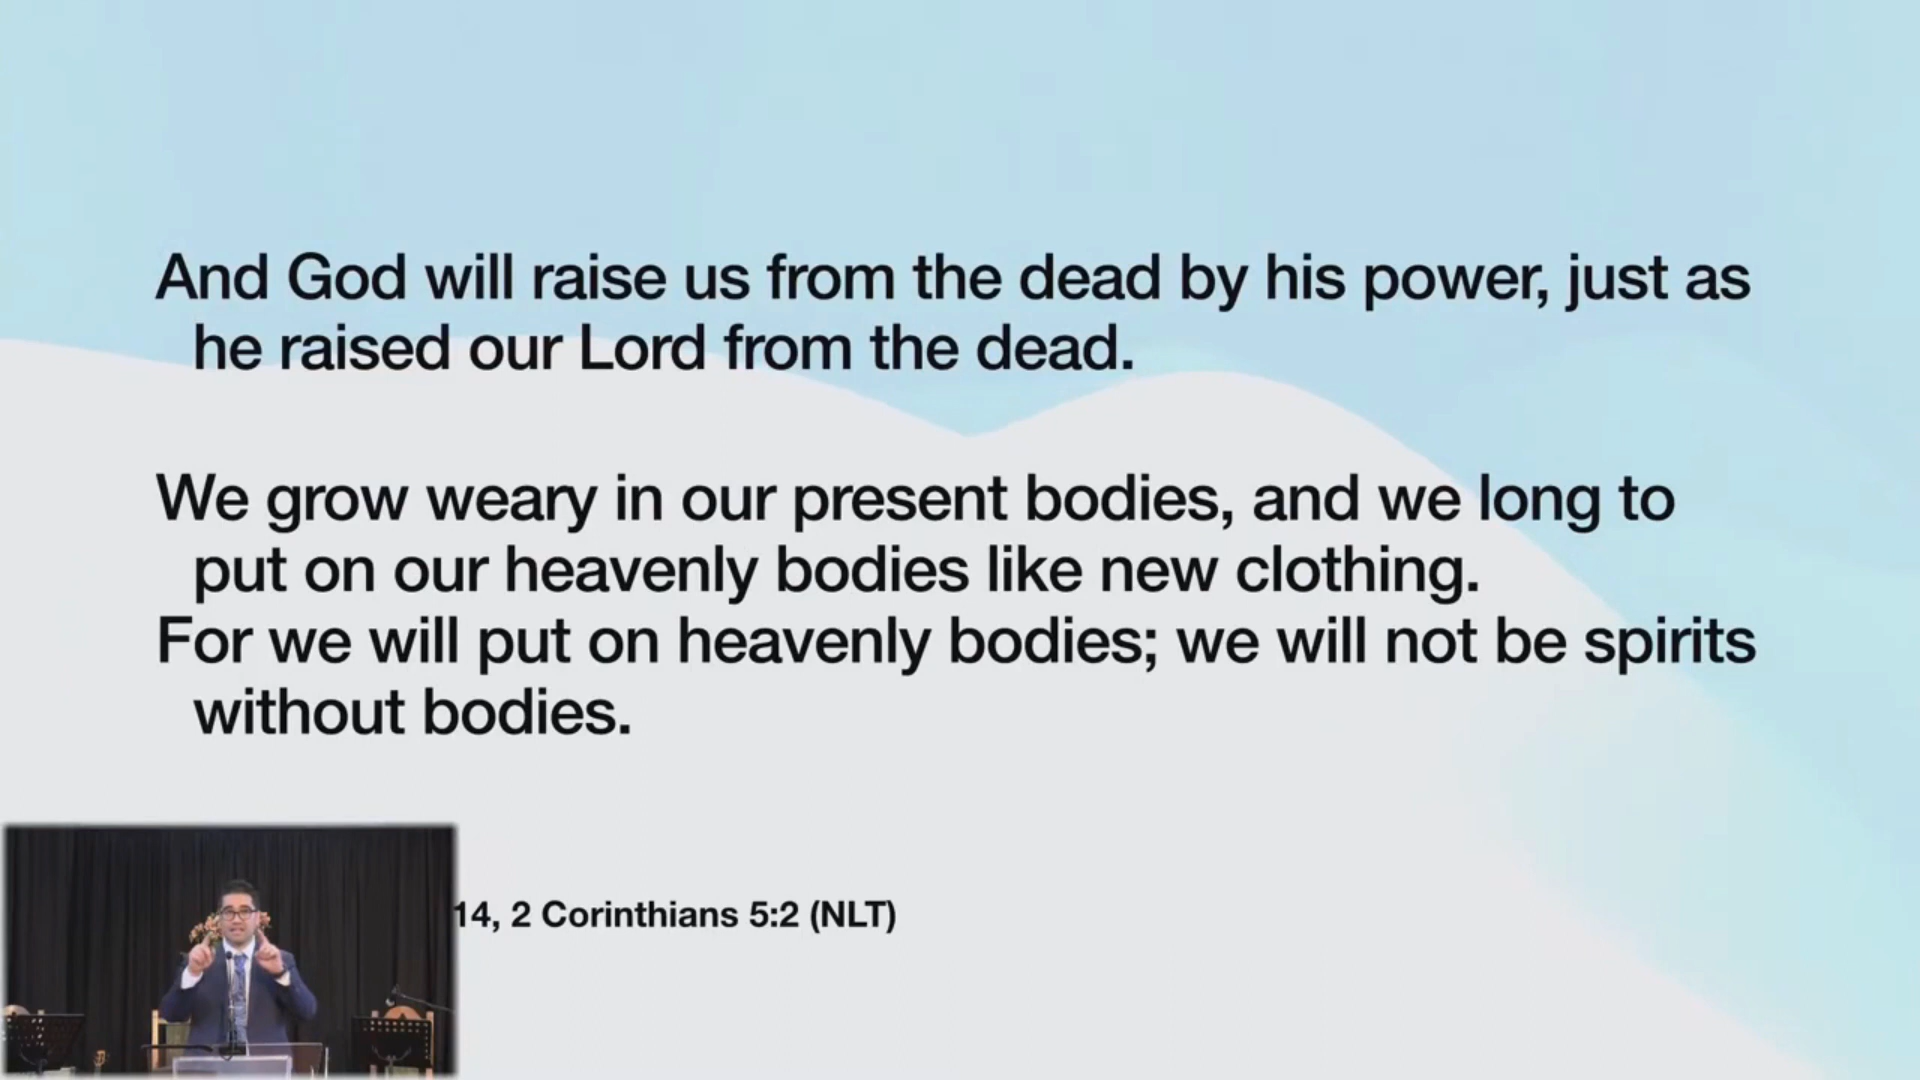 And God will raise us from the dead by his power, just as
he raised our Lord from the dead.
We grow weary in our present bodies, and we long to
put on our heavenly bodies like new clothing.
For we will put on heavenly bodies; we will not be spirits
without bodies.
14, 2 Corinthians 5:2 (NLT)